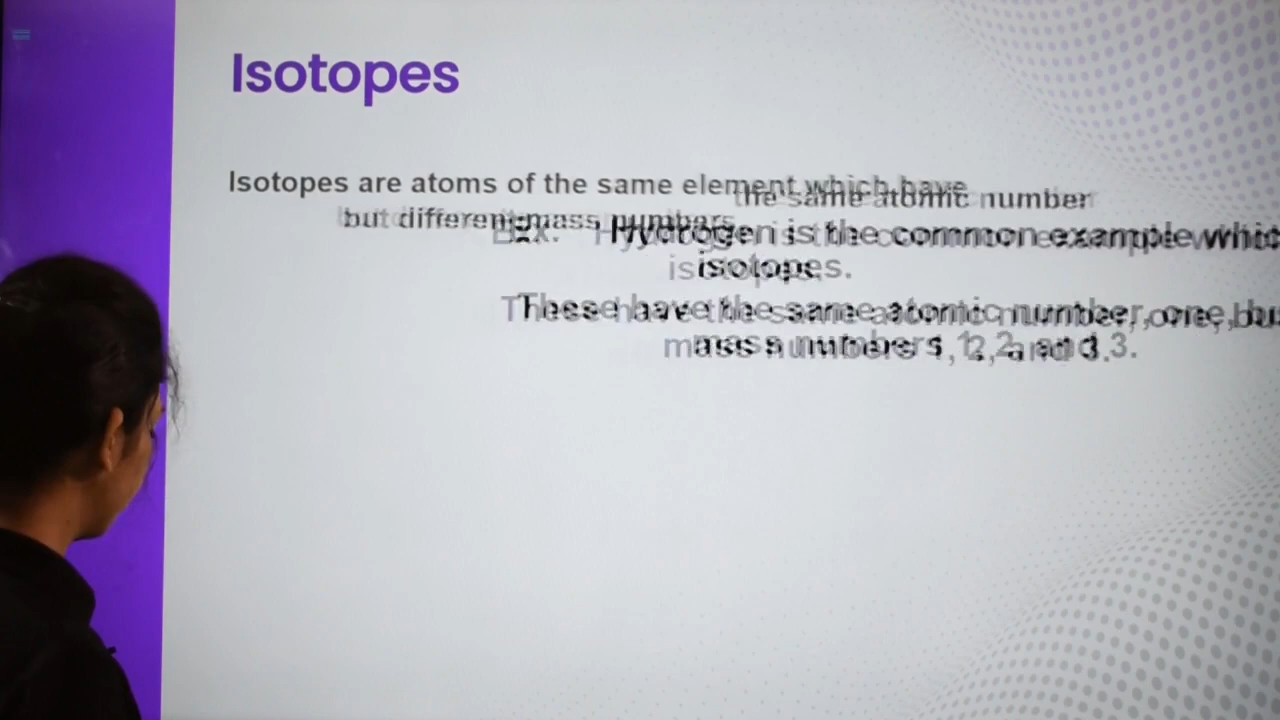 Isotopes
Isotopes are atoms of the same element which have
the same atomic number
but different mass numbers
Ex. Hydrogen is the common example
isotopes.
These have the same atomic number, one,
mass numbers 1, 2, and 3.